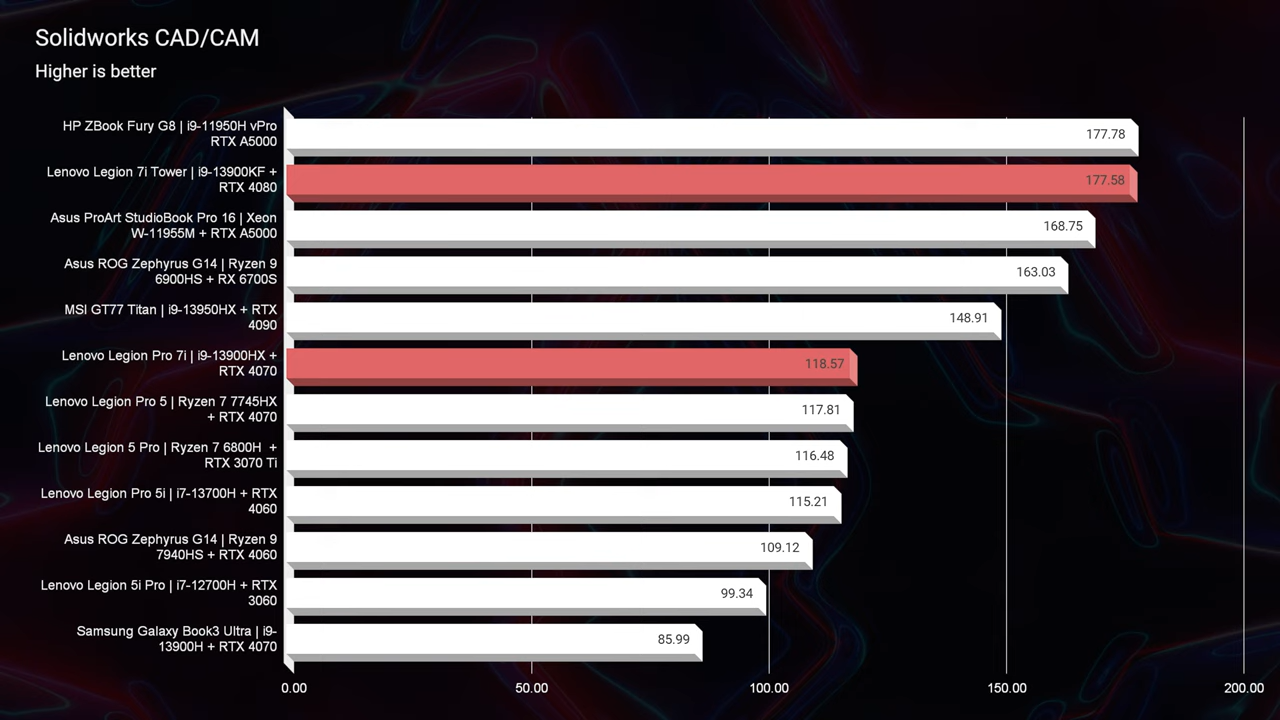 Solidworks CAD/CAM
Higher is better
HP ZBook Fury G8 | i9-11950H vPro
RTX A5000
177.78
Lenovo Legion 7i Tower | i9-13900KF +
RTX 4080
177.58
Asus ProArt StudioBook Pro 16 | Xeon
W-11955M + RTX A5000
168.75
Asus ROG Zephyrus G14 | Ryzen 9
6900HS + RX 6700S
163.03
MSI GT77 Titan | i9-13950HX + RTX
4090
148.91
Lenovo Legion Pro 7i | i9-13900HX +
RTX 4070
118.57
Lenovo Legion Pro 5 | Ryzen 7 7745HX
+ RTX 4070
117.81
Lenovo Legion 5 Pro | Ryzen 7 6800H +
RTX 3070 Ti
116.48
Lenovo Legion Pro 5i | i7-13700H + RTX
4060
115.21
Asus ROG Zephyrus G14 | Ryzen 9
7940HS + RTX 4060
109.12
Lenovo Legion 5i Pro | i7-12700H + RTX
3060
99.34
Samsung Galaxy Book3 Ultra | i9-
13900H + RTX 4070
85.99
0.00 50.00 100.00 150.00 200.00